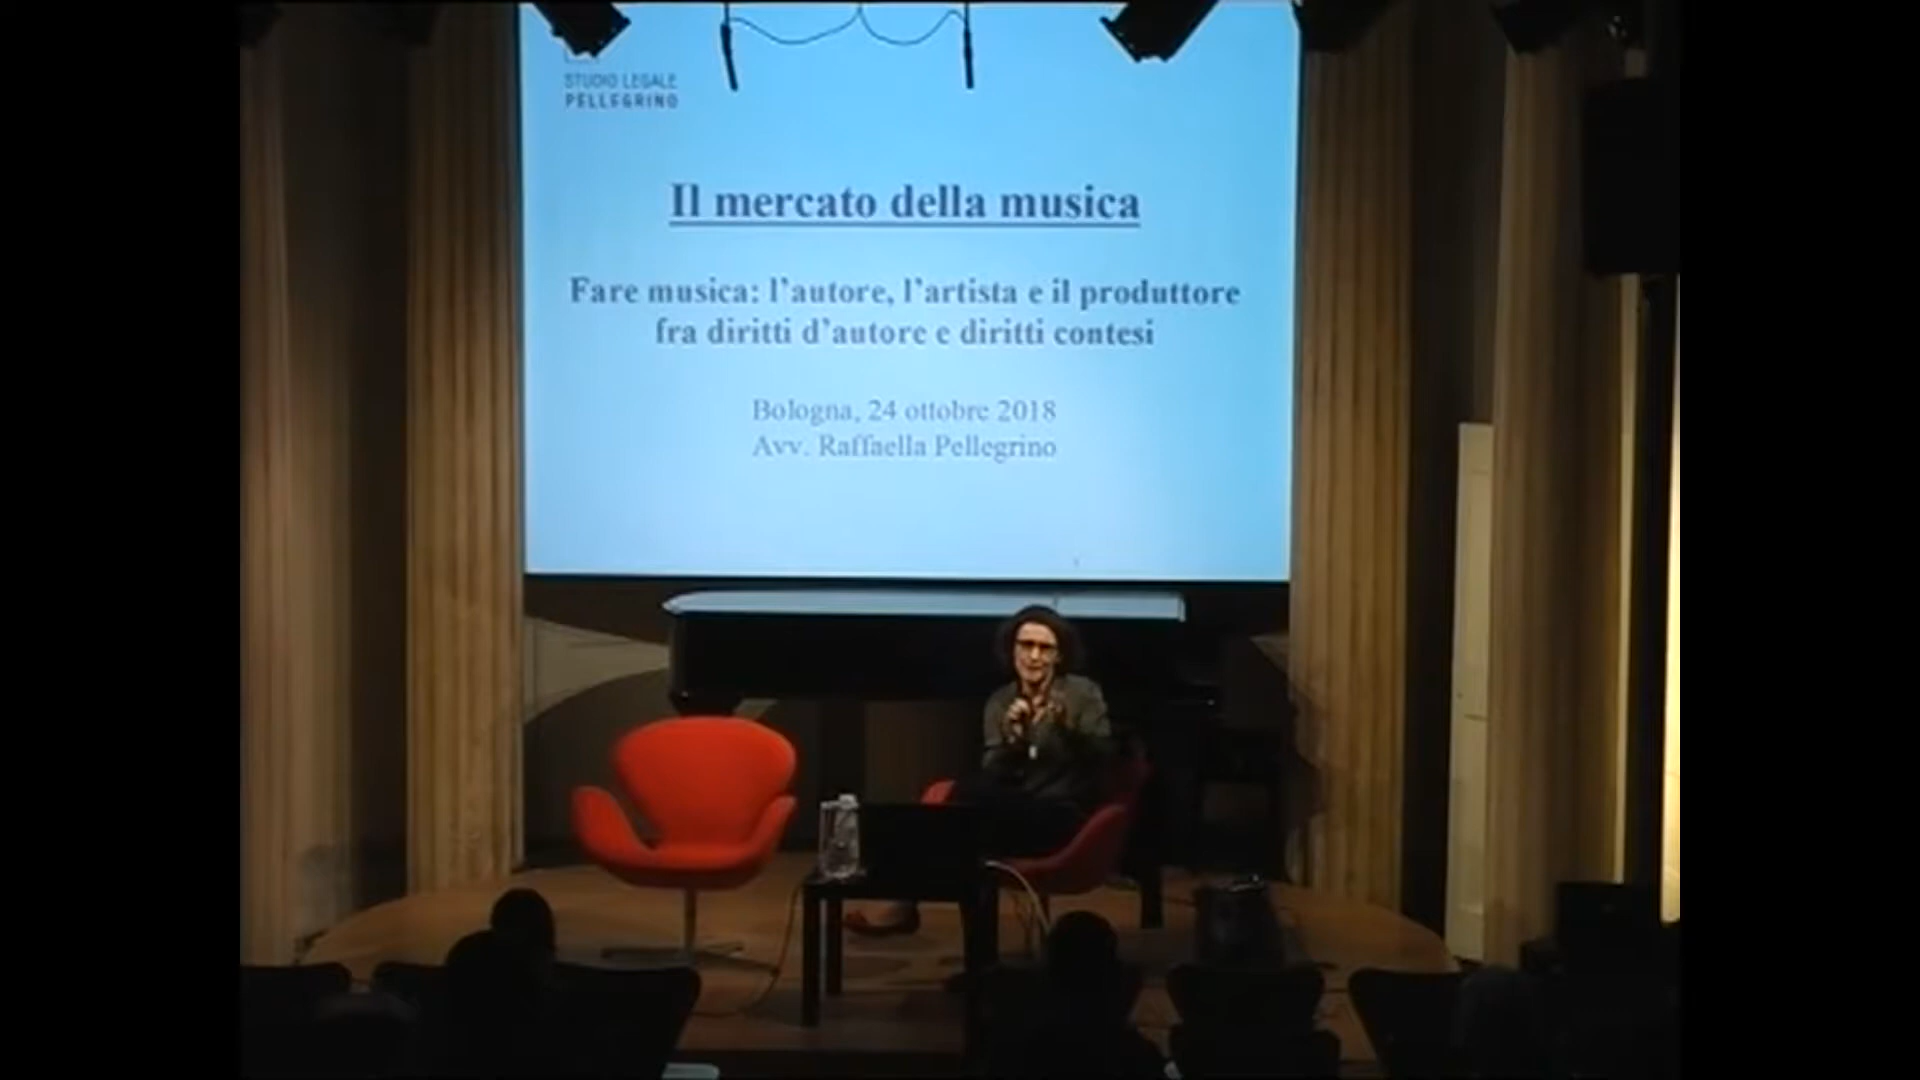 STUDIO LEGALE
PELLEGRINO
Il mercato della musica
Fare musica: l'autore, l'artista e il produttore
fra diritti d'autore e diritti contesi
Bologna, 24 ottobre 2018
Avv. Raffaella Pellegrino